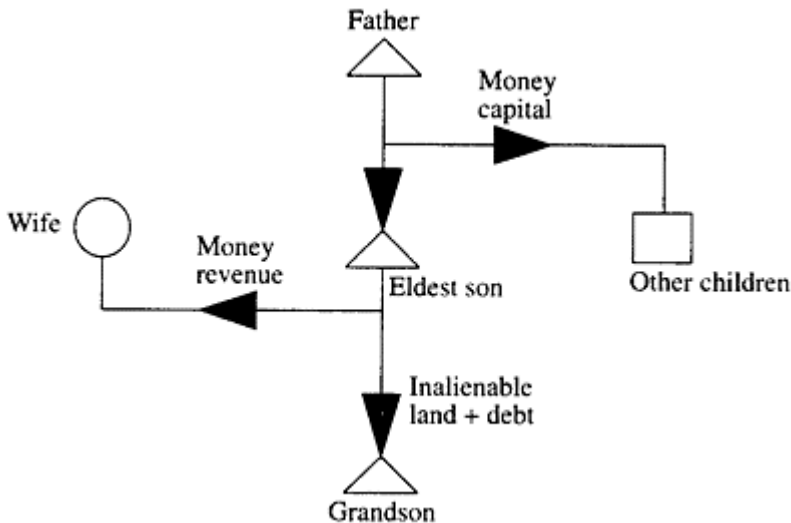 Father
Money
capital
Wife
Money
revenue
Eldest son
Other children
Inalienable
land + debt
Grandson